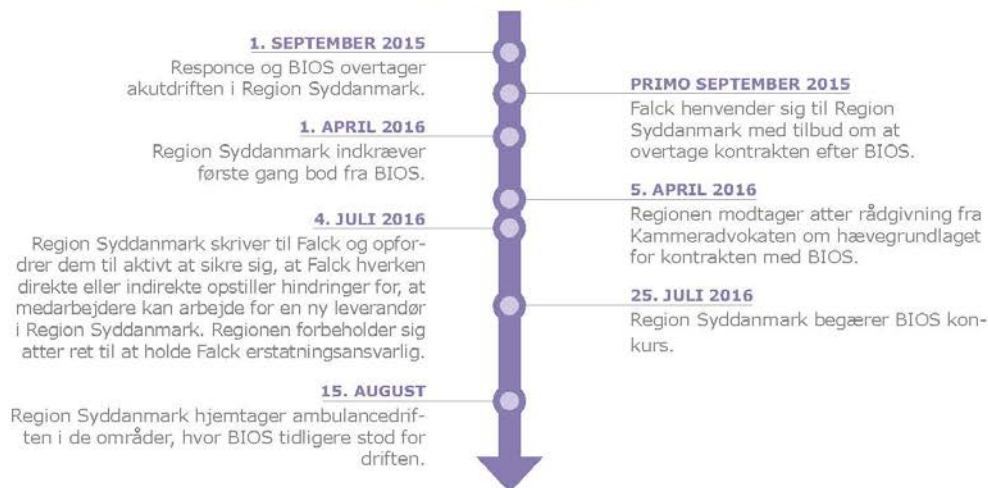 1. SEPTEMBER 2015
Responce og BIOS overtager
akutdriften i Region Syddanmark.
PRIMO SEPTEMBER 2015
Falck henvender sig til Region
Syddanmark med tilbud om at
overtage kontrakten efter BIOS.
1. APRIL 2016
Region Syddanmark indkræver
første gang bod fra BIOS.
5. APRIL 2016
Regionen modtager atter rådgivning fra
Kammeradvokaten om hævegrundlaget
for kontrakten med BIOS.
4. JULI 2016
Region Syddanmark skriver til Falck og opfor-
drer dem til aktivt at sikre sig, at Falck hverken
direkte eller indirekte opstiller hindringer for, at
medarbejdere kan arbejde for en ny leverandør
i Region Syddanmark. Regionen forbeholder sig
atter ret til at holde Falck erstatningsansvarlig.
25. JULI 2016
Region Syddanmark begærer BIOS kon-
kurs.
15. AUGUST
Region Syddanmark hjemtager ambulancedrif-
ten i de områder, hvor BIOS tidligere stod for
driften.